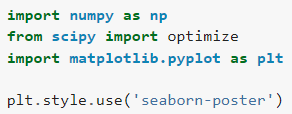 import numpy as np
from scipy import optimize
import matplotlib.pyplot as plt
plt.style.use('seaborn-poster')